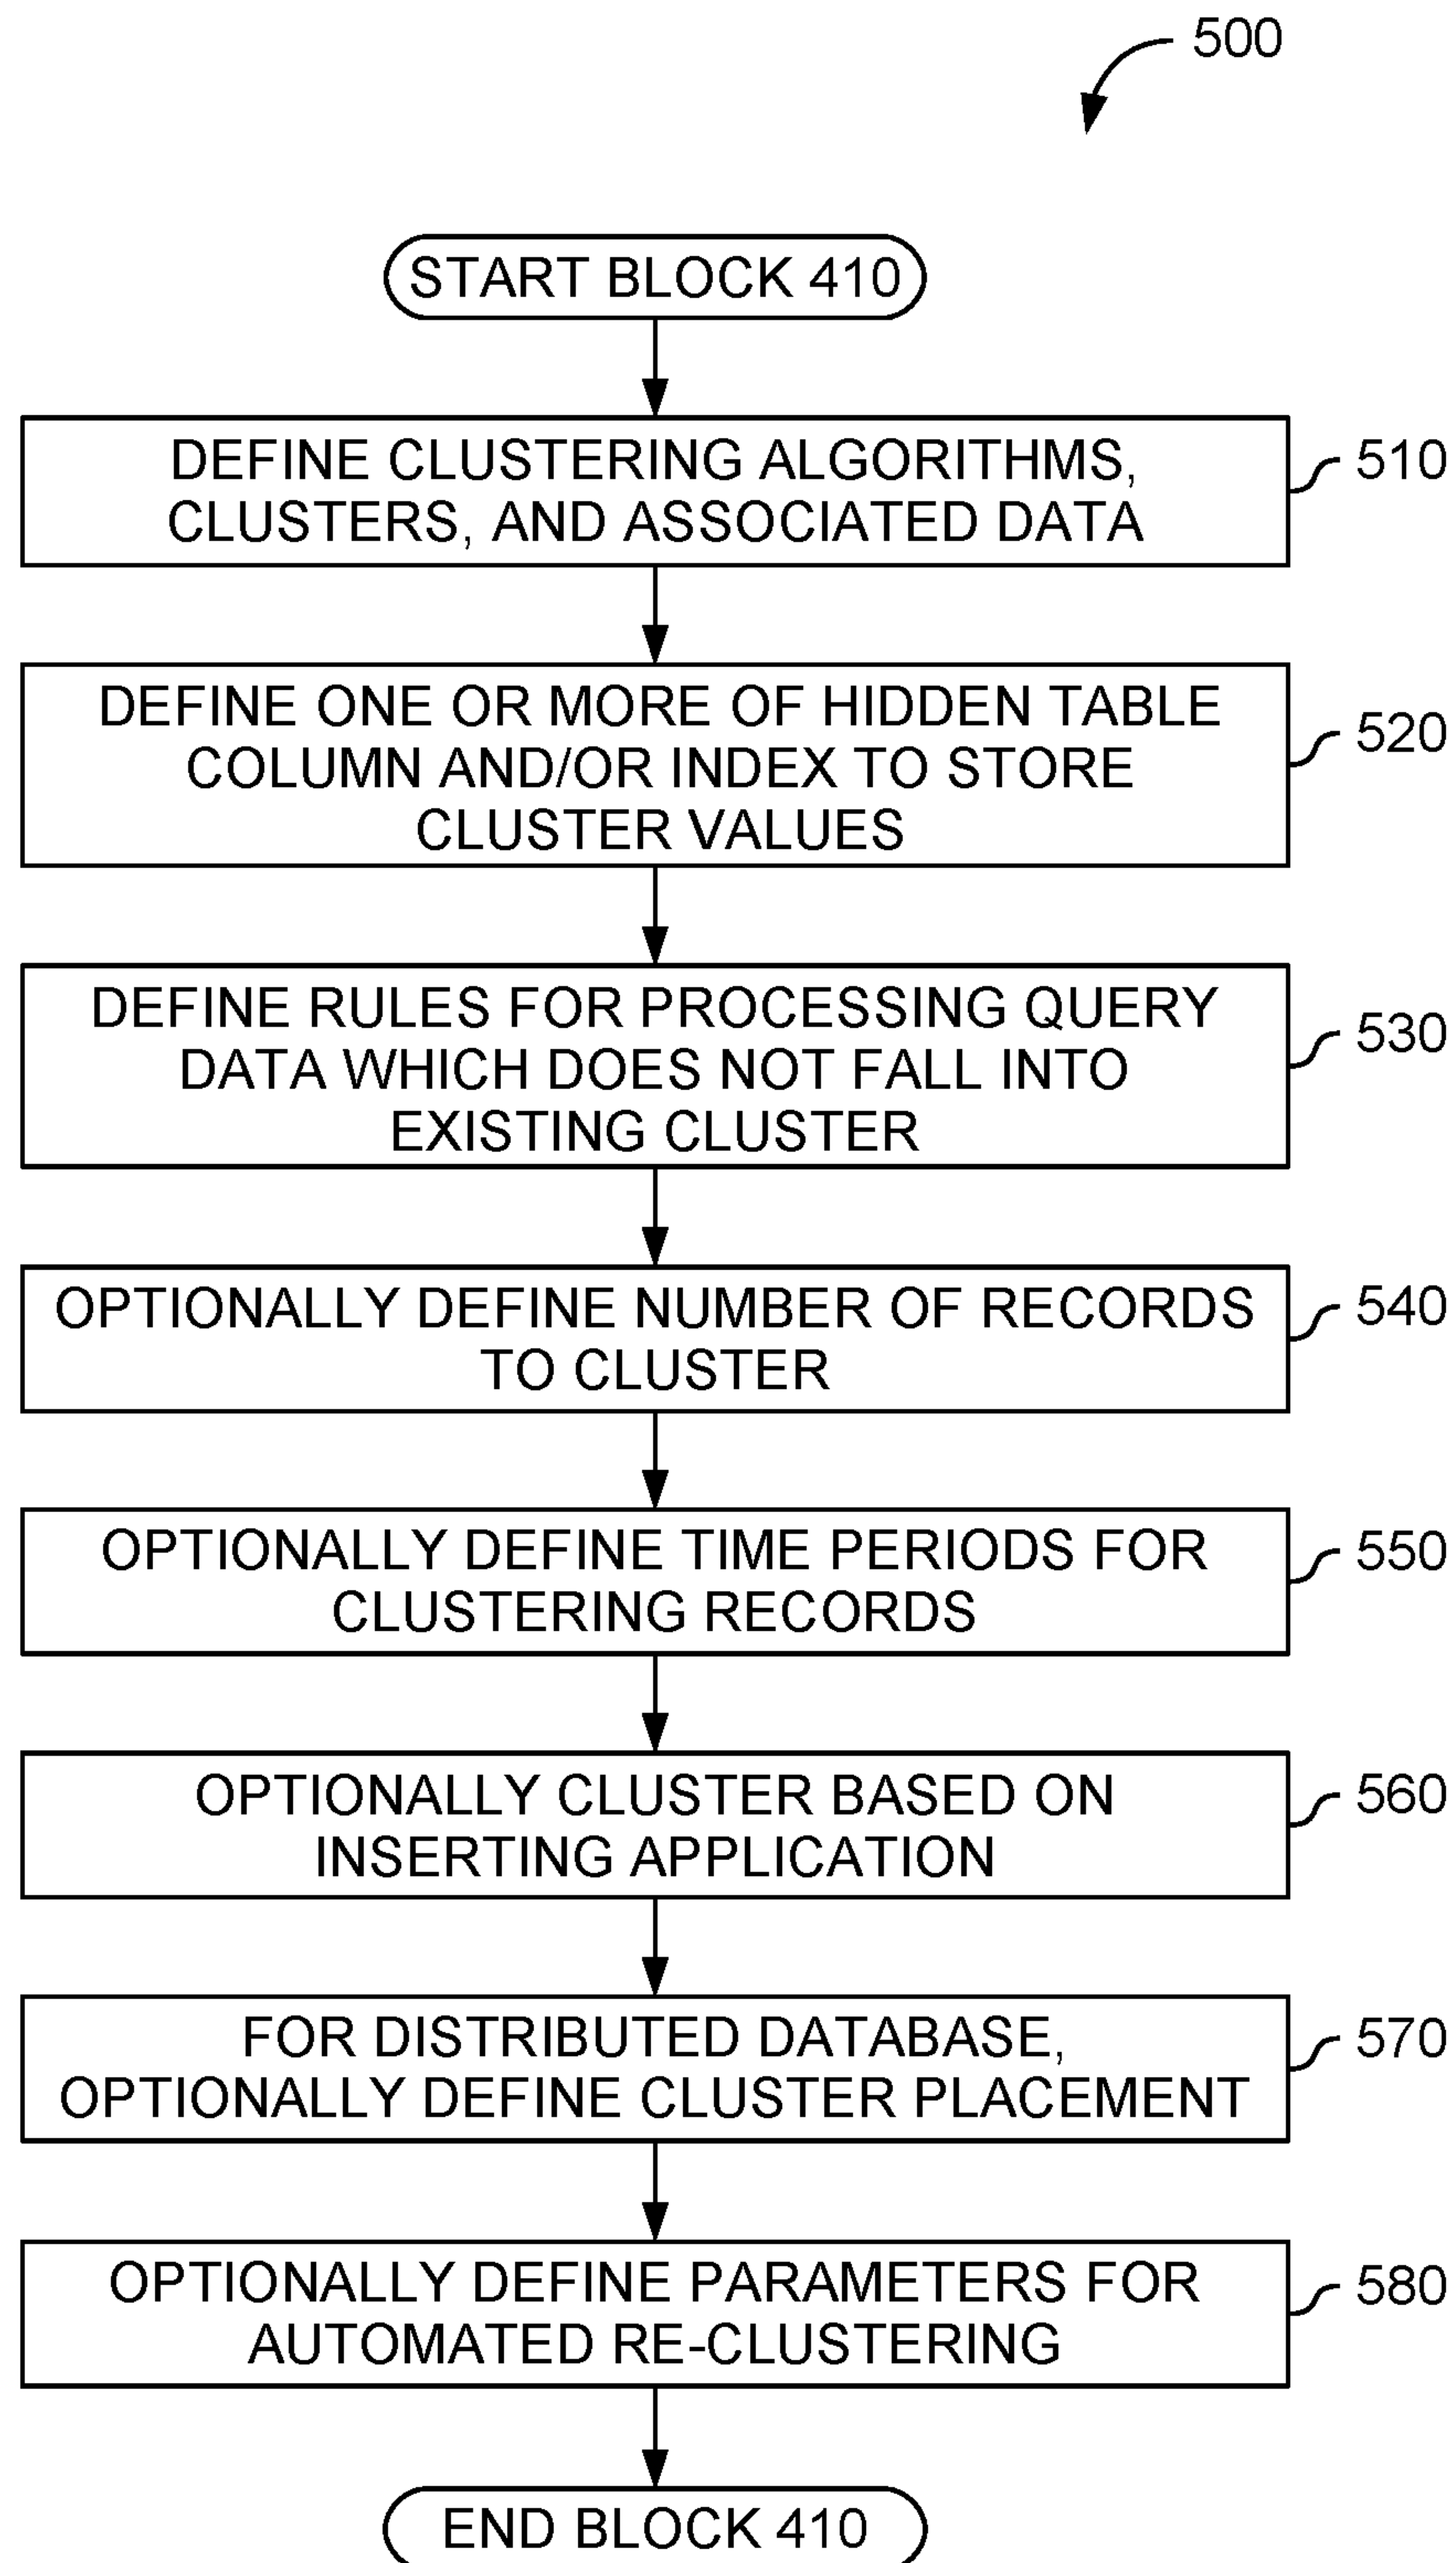 500
START BLOCK 410
DEFINE CLUSTERING ALGORITHMS,
CLUSTERS, AND ASSOCIATED DATA
510
DEFINE ONE OR MORE OF HIDDEN TABLE
COLUMN AND/OR INDEX TO STORE
CLUSTER VALUES
520
DEFINE RULES FOR PROCESSING QUERY
DATA WHICH DOES NOT FALL INTO
EXISTING CLUSTER
530
OPTIONALLY DEFINE NUMBER OF RECORDS
TO CLUSTER
540
OPTIONALLY DEFINE TIME PERIODS FOR
CLUSTERING RECORDS
550
OPTIONALLY CLUSTER BASED ON
INSERTING APPLICATION
560
FOR DISTRIBUTED DATABASE,
OPTIONALLY DEFINE CLUSTER PLACEMENT
570
OPTIONALLY DEFINE PARAMETERS FOR
AUTOMATED RE-CLUSTERING
580
END BLOCK 410